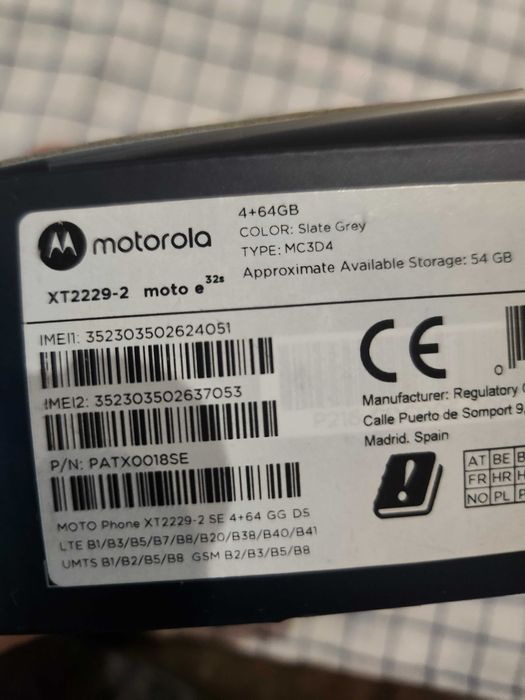 motorola
4+64GB
COLOR: Slate Grey
TYPE: MC3D4
Approximate Available Storage: 54 GB
XT2229-2 moto e32s
IMEI1: 352303502624051
IMEI2: 352303502637053
P/N: PATX0018SE
MOTO Phone XT2229-2 SE 4+64 GG DS
LTE B1/B3/B5/B7/B8/B20/B38/B40/B41
UMTS B1/B2/B5/B8 GSM B2/B3/B5/B8
CE
0
Manufacturer: Regulatory
Calle Puerto de Somport 9,
Madrid. Spain
AT BE
FR HR
NO PL